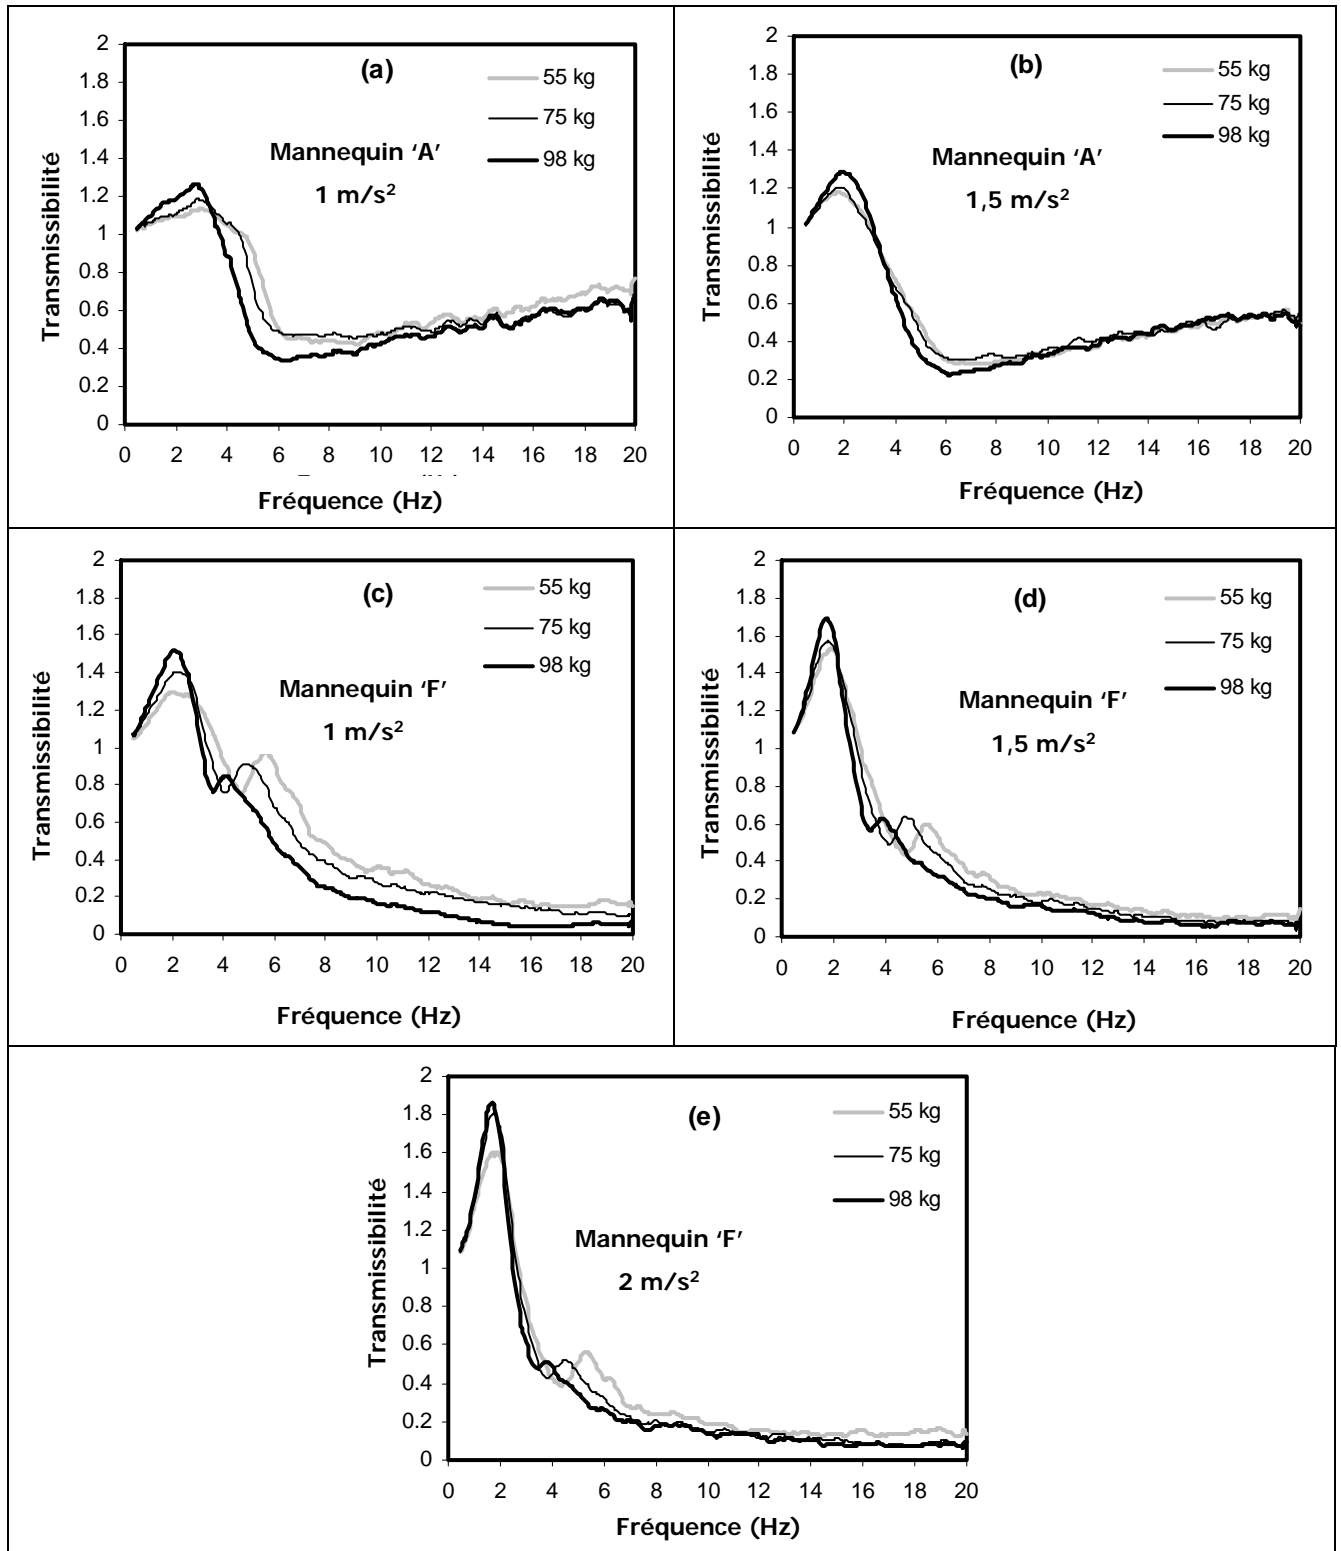 (a)
55 kg
75 kg
98 kg
Mannequin ‘A’
1 m/s²
Transmissibilité
2
1.8
1.6
1.4
1.2
1
0.8
0.6
0.4
0.2
0
0 2 4 6 8 10 12 14 16 18 20
Fréquence (Hz)
(b)
55 kg
75 kg
98 kg
Mannequin ‘A’
1,5 m/s²
Transmissibilité
2
1.8
1.6
1.4
1.2
1
0.8
0.6
0.4
0.2
0
0 2 4 6 8 10 12 14 16 18 20
Fréquence (Hz)
(c)
55 kg
75 kg
98 kg
Mannequin ‘F’
1 m/s²
Transmissibilité
2
1.8
1.6
1.4
1.2
1
0.8
0.6
0.4
0.2
0
0 2 4 6 8 10 12 14 16 18 20
Fréquence (Hz)
(d)
55 kg
75 kg
98 kg
Mannequin ‘F’
1,5 m/s²
Transmissibilité
2
1.8
1.6
1.4
1.2
1
0.8
0.6
0.4
0.2
0
0 2 4 6 8 10 12 14 16 18 20
Fréquence (Hz)
(e)
55 kg
75 kg
98 kg
Mannequin ‘F’
2 m/s²
Transmissibilité
2
1.8
1.6
1.4
1.2
1
0.8
0.6
0.4
0.2
0
0 2 4 6 8 10 12 14 16 18 20
Fréquence (Hz)